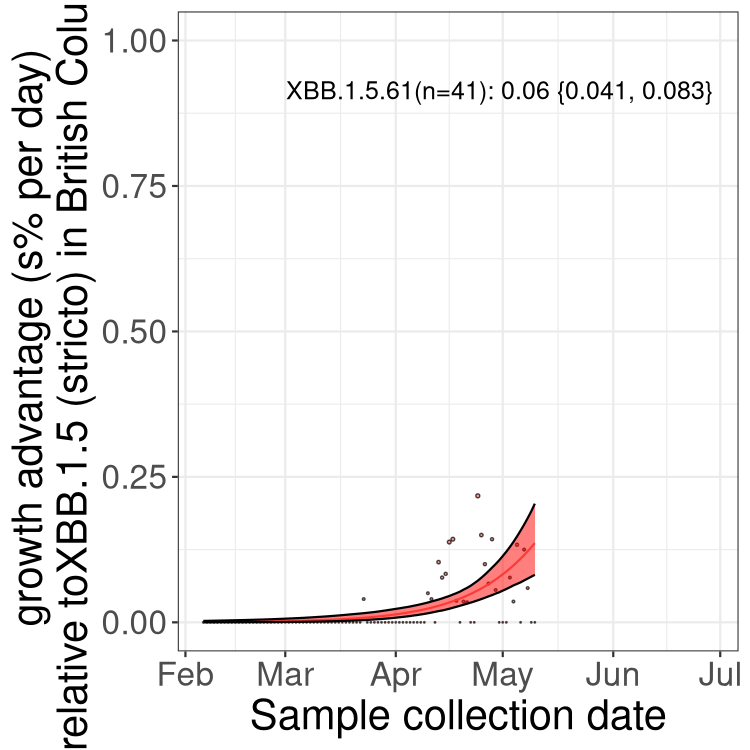 growth advantage (s% per day)
relative toXBB.1.5 (stricto) in British Colu
1.00
0.75
0.50
0.25
0.00
XBB.1.5.61(n=41): 0.06 {0.041, 0.083}
Feb Mar Apr May Jun Jul
Sample collection date